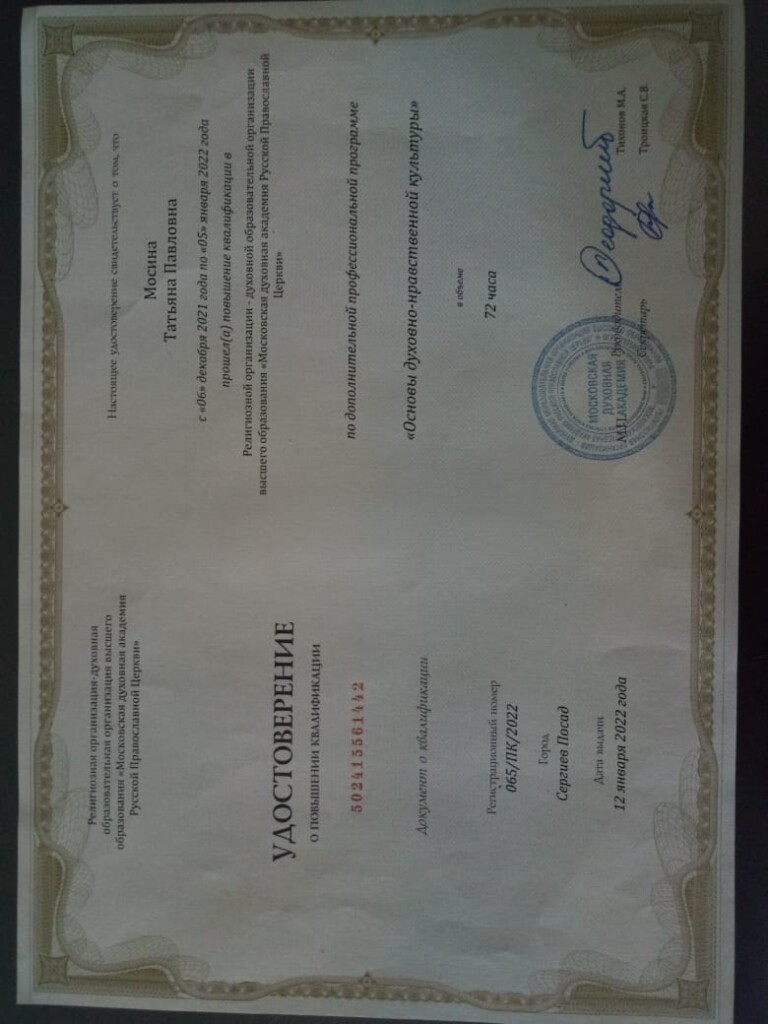 Религиозная организация-духовная
образовательная организация высшего
образования «Московская духовная академия
Русской Православной Церкви»
УДОСТОВЕРЕНИЕ
О ПОВЫШЕНИИ КВАЛИФИКАЦИИ
502415561442
Документ о квалификации
Регистрационный номер
065/ПК/2022
Город
Сергиев Посад
Дата выдачи
12 января 2022 года
Настоящее удостоверение свидетельствует о том, что
Мосина
Татьяна Павловна
с «06» декабря 2021 года по «05» января 2022 года
прошел(а) повышение квалификации в
Религиозной организации - духовной образовательной организации
высшего образования «Московская духовная академия Русской Православной
Церкви»
по дополнительной профессиональной программе
«Основы духовно-нравственной культуры»
в объеме
72 часа
МОСКОВСКАЯ
ДУХОВНАЯ
АКАДЕМИЯ
М.П.
Руководитель Тихонов М.А.
Секретарь Троицкая С.В.